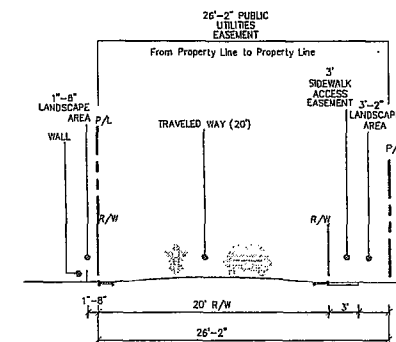 26'-2" PUBLIC
UTILITIES
EASEMENT
From Property Line to Property Line
1"-8"
LANDSCAPE
AREA
WALL
P/L
TRAVELED WAY (20')
3'
SIDEWALK
ACCESS
EASEMENT
3'-2"
LANDSCAP
AREA
P/
R/W
R/W
1"-8"
20' R/W
3'
26'-2"